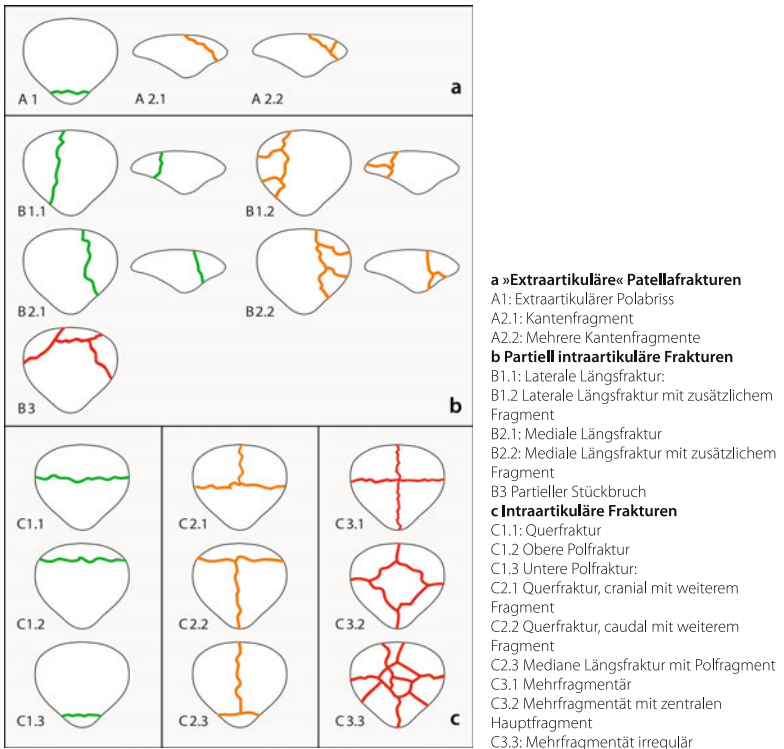 A 1
A 2.1
A 2.2
a
B 1.1
B 1.2
B 2.1
B 2.2
B 3
b
C1.1
C2.1
C3.1
C1.2
C2.2
C3.2
C1.3
C2.3
C3.3
c
a »Extraartikuläre« Patellafrakturen
A1: Extraartikulärer Polabriss
A2.1: Kantenfragment
A2.2: Mehrere Kantenfragmente
b Partiell intraartikuläre Frakturen
B1.1: Laterale Längsfraktur:
B1.2 Laterale Längsfraktur mit zusätzlichem
Fragment
B2.1: Mediale Längsfraktur
B2.2: Mediale Längsfraktur mit zusätzlichem
Fragment
B3 Partieller Stückbruch
c Intraartikuläre Frakturen
C1.1: Querfraktur
C1.2 Obere Polfraktur
C1.3 Untere Polfraktur:
C2.1 Querfraktur, cranial mit weiterem
Fragment
C2.2 Querfraktur, caudal mit weiterem
Fragment
C2.3 Mediane Längsfraktur mit Polfragment
C3.1 Mehrfragmentär
C3.2 Mehrfragmentät mit zentralen
Hauptfragment
C3.3: Mehrfragmentät irregulär